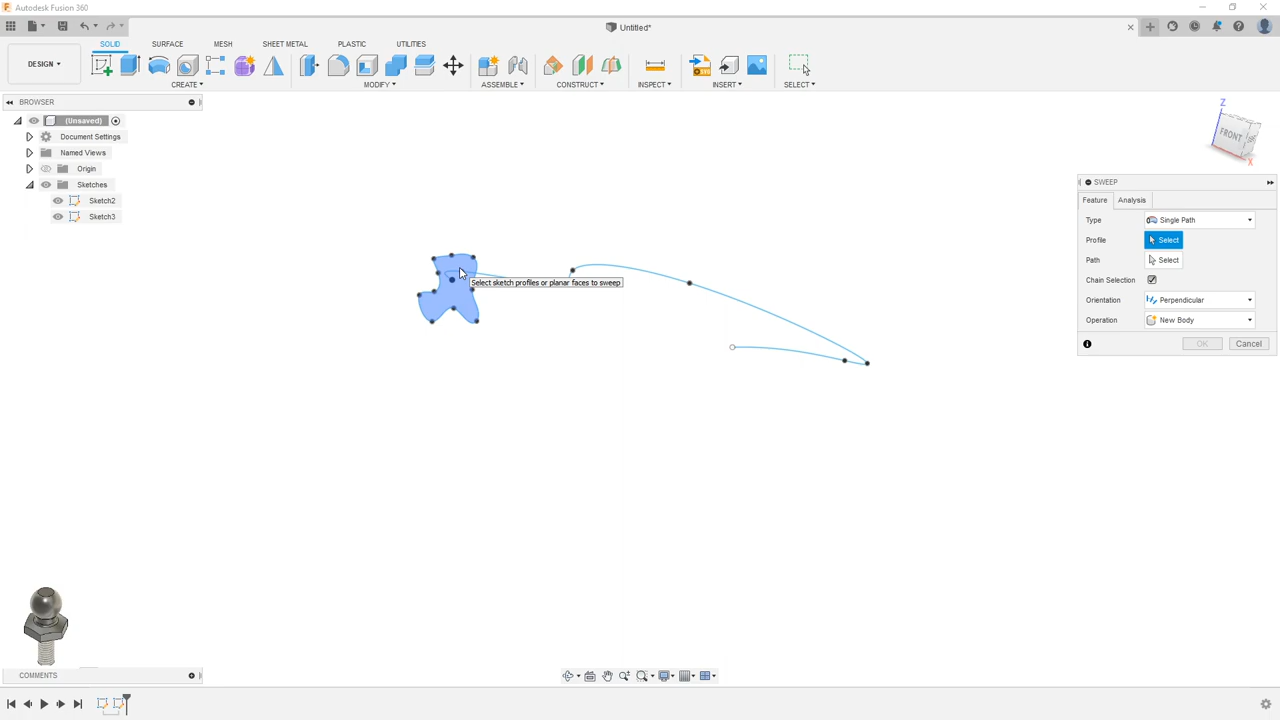 Autodesk Fusion 360
Untitled*
DESIGN
SOLID SURFACE MESH SHEET METAL PLASTIC UTILITIES
CREATE MODIFY ASSEMBLE CONSTRUCT INSPECT INSERT SELECT
BROWSER
(Unsaved)
Document Settings
Named Views
Origin
Sketches
Sketch2
Sketch3
Select sketch profiles or planar faces to sweep
Z
FRONT
X
SWEEP
Feature Analysis
Type Single Path
Profile Select
Path Select
Chain Selection
Orientation Perpendicular
Operation New Body
OK Cancel
COMMENTS